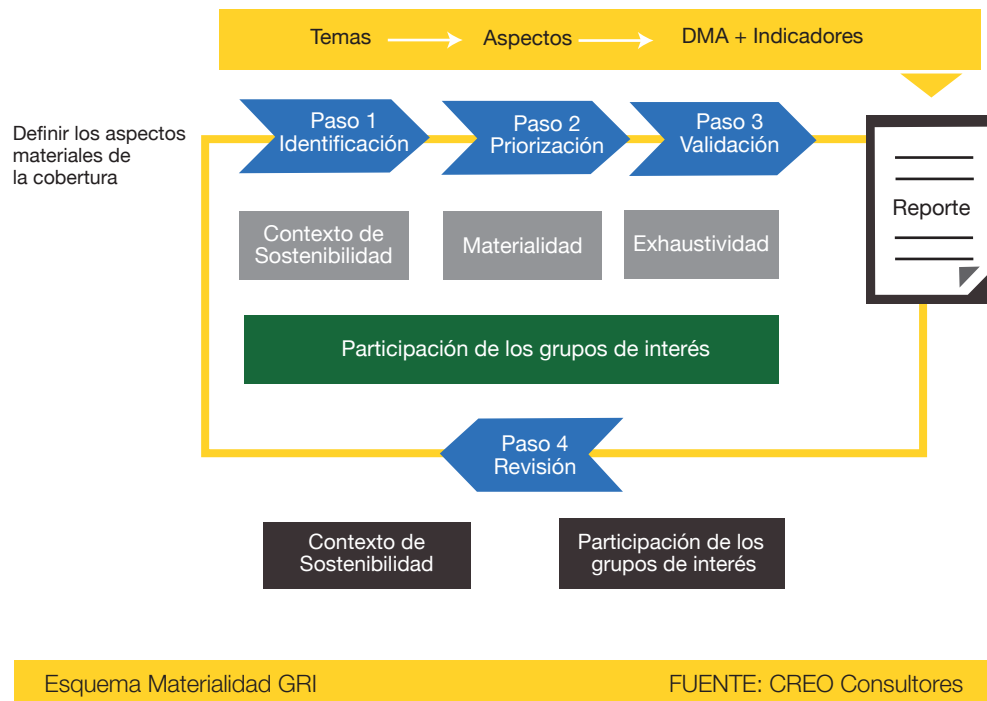 Temas
Aspectos
DMA + Indicadores
Definir los aspectos
materiales de
la cobertura
Paso 1
Identificación
Paso 2
Priorización
Paso 3
Validación
Reporte
Contexto de
Sostenibilidad
Materialidad
Exhaustividad
Participación de los grupos de interés
Paso 4
Revisión
Contexto de
Sostenibilidad
Participación de los
grupos de interés
Esquema Materialidad GRI
FUENTE: CREO Consultores